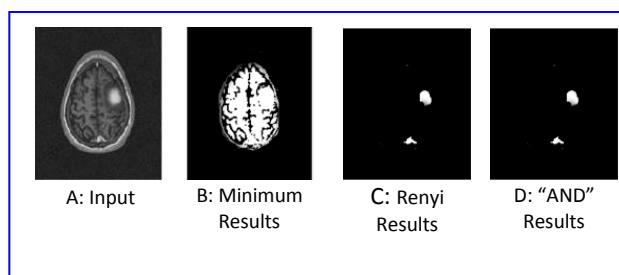 A: Input
B: Minimum
Results
C: Renyi
Results
D: “AND”
Results